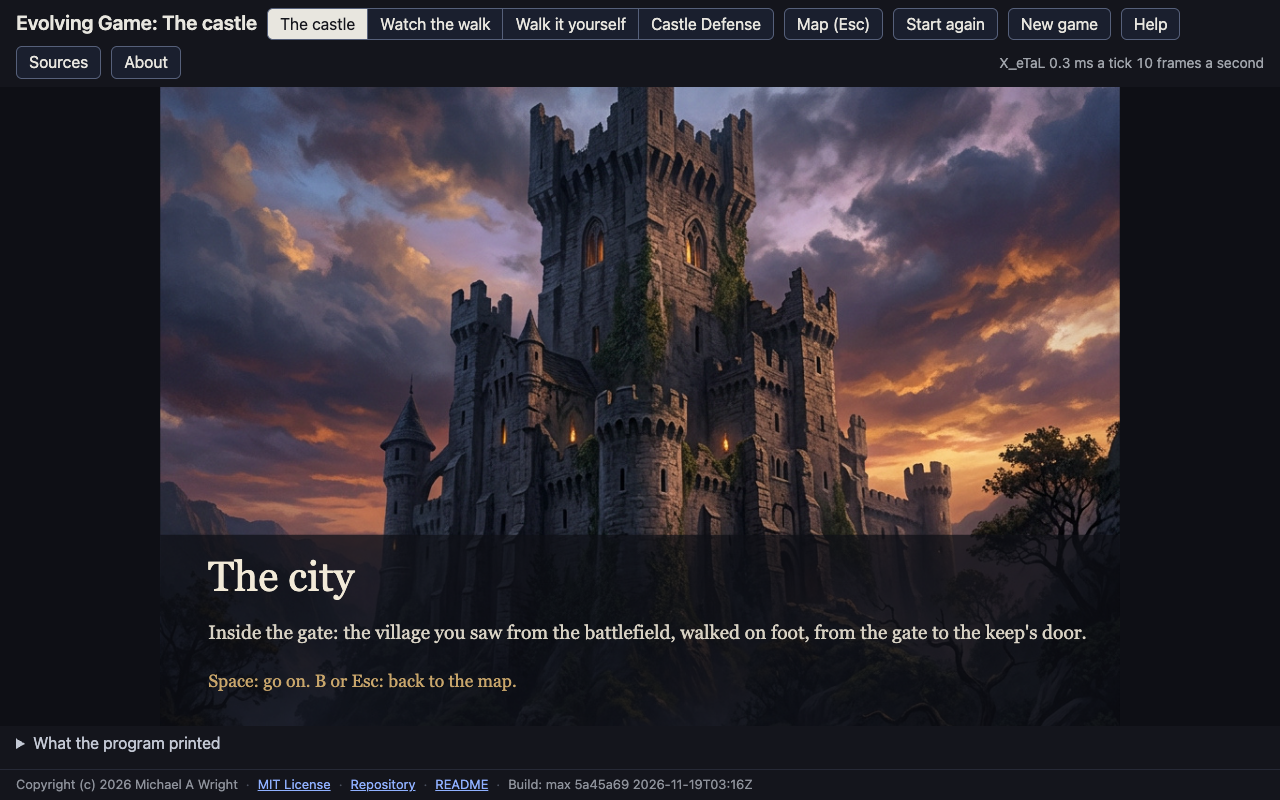 Evolving Game: The castle The castle Watch the walk Walk it yourself Castle Defense Map (Esc) Start again New game Help
Sources About X_eTaL 0.3 ms a tick 10 frames a second
The city
Inside the gate: the village you saw from the battlefield, walked on foot, from the gate to the keep's door.
Space: go on. B or Esc: back to the map.
What the program printed
Copyright (c) 2026 Michael A Wright · MIT License · Repository · README · Build: max 5a45a69 2026-11-19T03:16Z